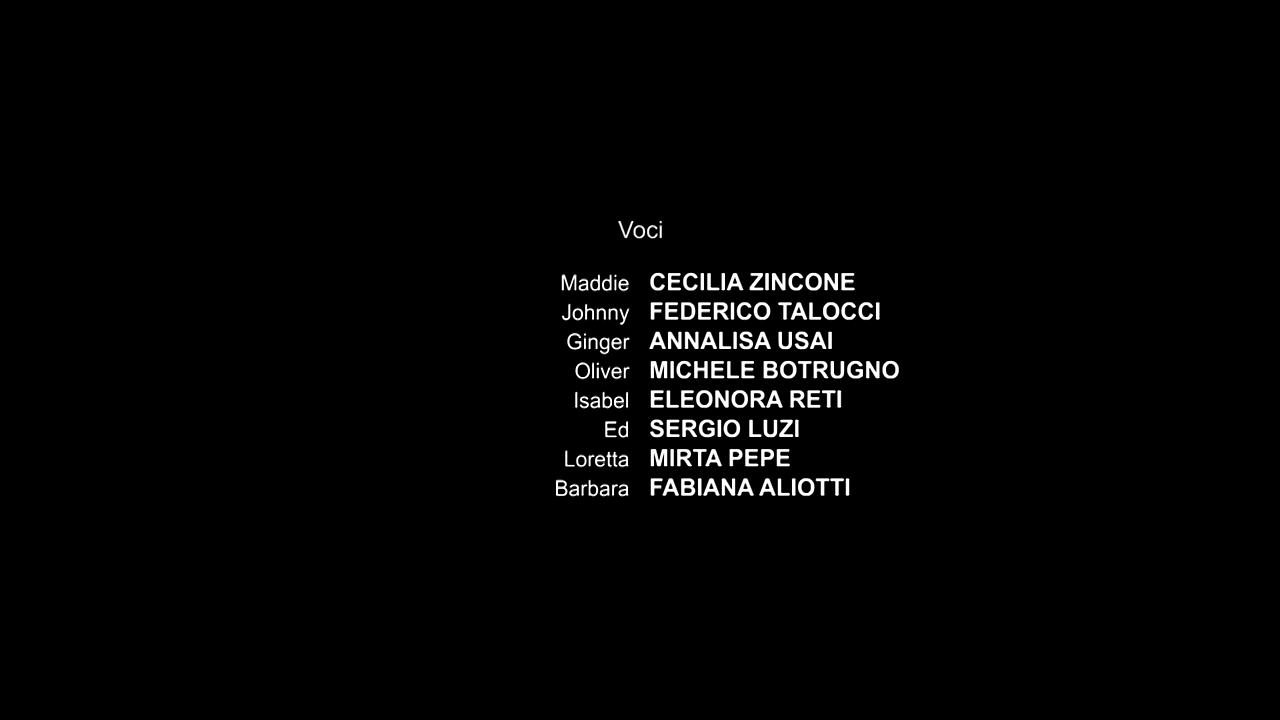 Voci
Maddie CECILIA ZINCONE
Johnny FEDERICO TALOCCI
Ginger ANNALISA USAI
Oliver MICHELE BOTRUGNO
Isabel ELEONORA RETI
Ed SERGIO LUZI
Loretta MIRTA PEPE
Barbara FABIANA ALIOTTI